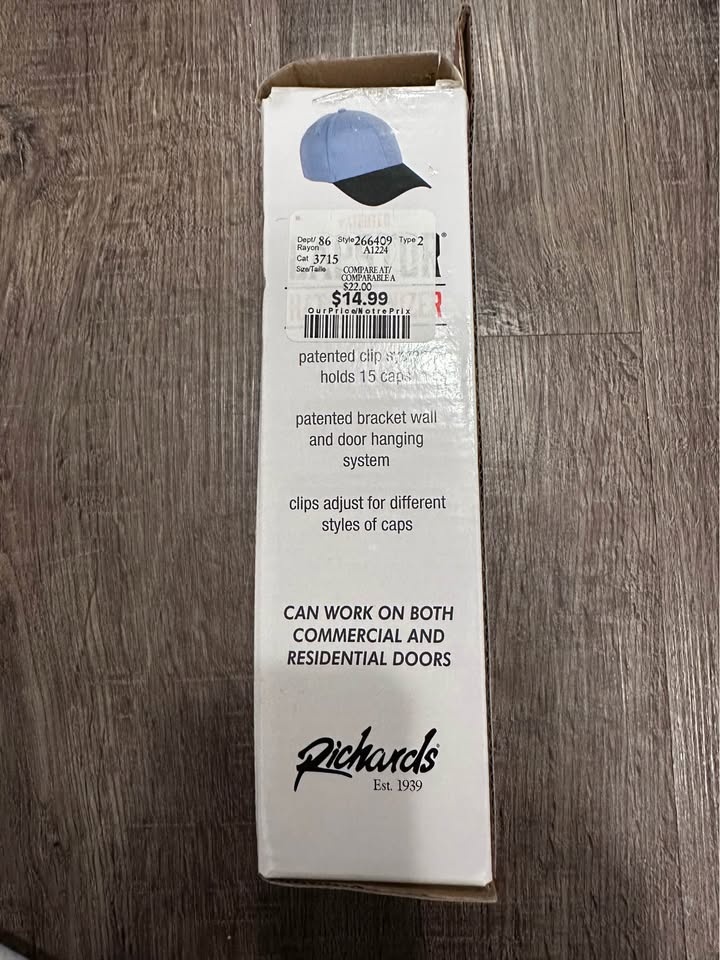 Dept/ 86 Style 266409 Type 2
Rayon A1224
Cat 3715
Size/Taille COMPARE AT/
COMPARABLE A
$22.00
$14.99
OurPrice/NotrePrix
R®
R
patented clip
holds 15 caps
patented bracket wall
and door hanging
system
clips adjust for different
styles of caps
CAN WORK ON BOTH
COMMERCIAL AND
RESIDENTIAL DOORS
Richards
Est. 1939